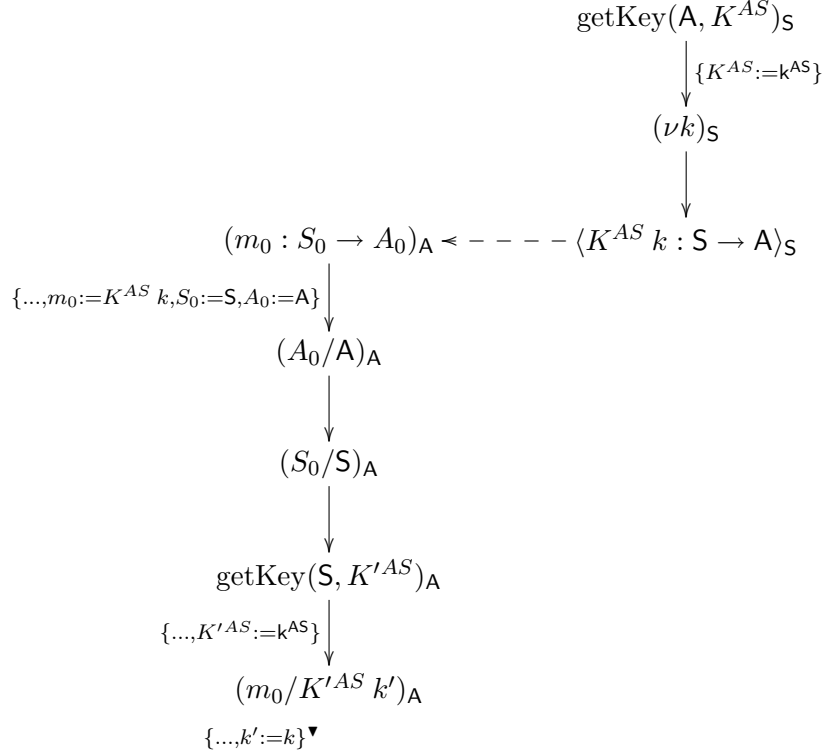 getKey(A, K^{AS})_S
{K^{AS}:=k^{AS}}
(νk)_S
(m_0 : S_0 → A_0)_A
⟨K^{AS} k : S → A⟩_S
{...,m_0:=K^{AS} k,S_0:=S,A_0:=A}
(A_0/A)_A
(S_0/S)_A
getKey(S, K'^{AS})_A
{...,K'^{AS}:=k^{AS}}
(m_0/K'^{AS} k')_A
{...,k':=k}▼